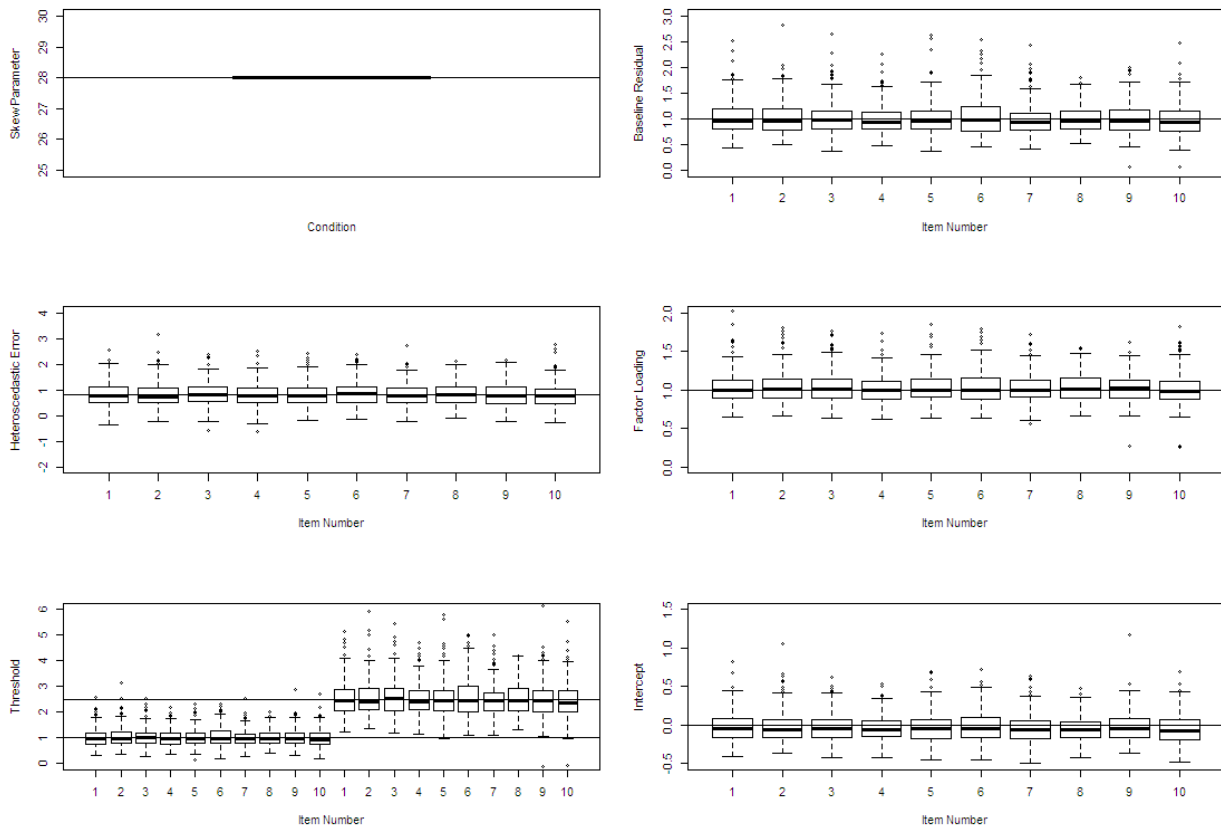 Skew Parameter
30
29
28
27
26
25
Condition
Baseline Residual
3.0
2.5
2.0
1.5
1.0
0.5
0.0
1 2 3 4 5 6 7 8 9 10
Item Number
Heteroscedastic Error
4
3
2
1
0
-1
-2
1 2 3 4 5 6 7 8 9 10
Item Number
Factor Loading
2.0
1.5
1.0
0.5
0.0
1 2 3 4 5 6 7 8 9 10
Item Number
Threshold
6
5
4
3
2
1
0
1 2 3 4 5 6 7 8 9 10 1 2 3 4 5 6 7 8 9 10
Item Number
Intercept
1.5
1.0
0.5
0.0
-0.5
1 2 3 4 5 6 7 8 9 10
Item Number